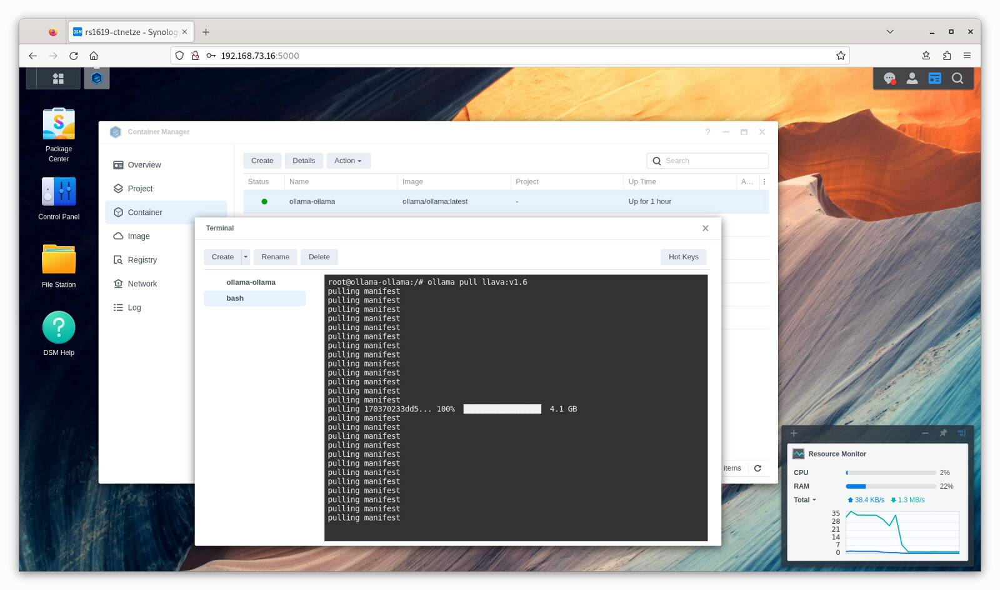 DSM rs1619-ctnetze - Synology
192.168.73.16:5000
Package
Center
Control Panel
File Station
DSM Help
Container Manager
Overview
Project
Container
Image
Registry
Network
Log
Create Details Action
Search
Status Name Image Project Up Time A...
ollama-ollama ollama/ollama:latest - Up for 1 hour
items
Terminal
Create Rename Delete Hot Keys
ollama-ollama
bash
root@ollama-ollama:/# ollama pull llava:v1.6
pulling manifest
pulling manifest
pulling manifest
pulling manifest
pulling manifest
pulling manifest
pulling manifest
pulling manifest
pulling manifest
pulling manifest
pulling manifest
pulling manifest
pulling manifest
pulling 170370233dd5... 100% 4.1 GB
pulling manifest
pulling manifest
pulling manifest
pulling manifest
pulling manifest
pulling manifest
pulling manifest
pulling manifest
pulling manifest
pulling manifest
pulling manifest
pulling manifest
Resource Monitor
CPU 2%
RAM 22%
Total 38.4 KB/s 1.3 MB/s
35
28
21
14
7
0